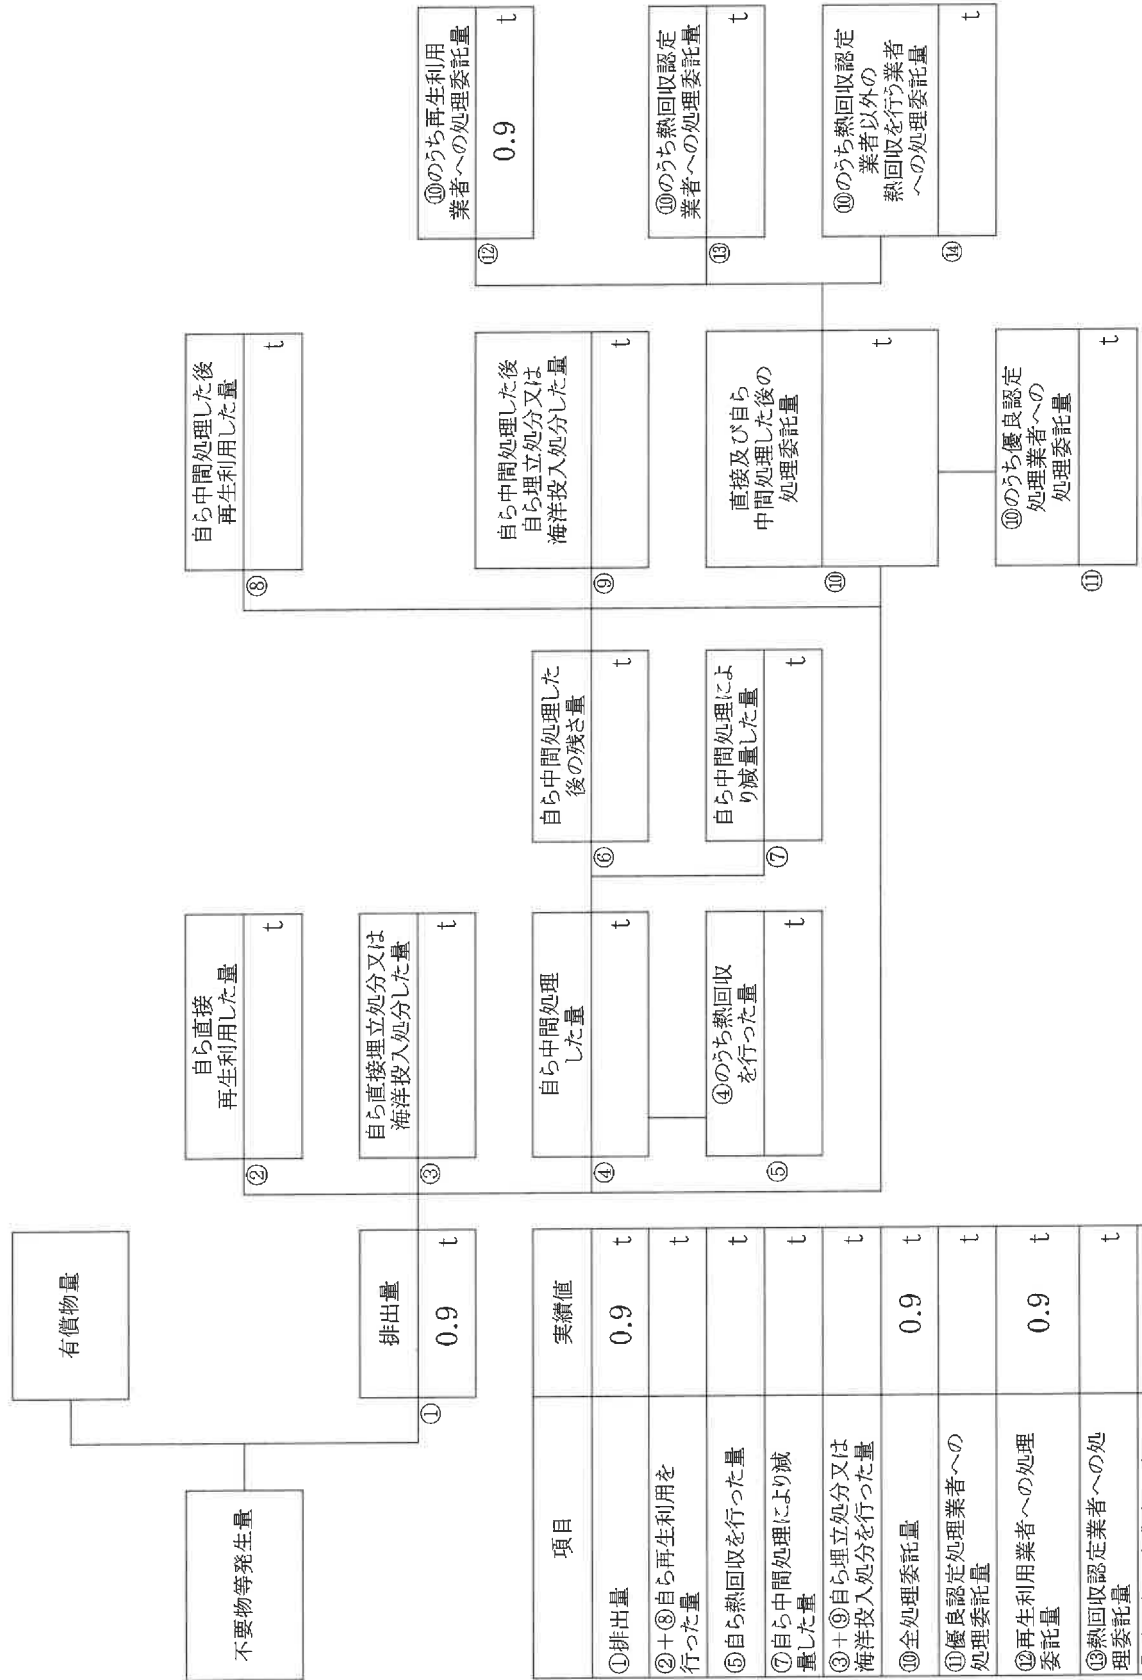 不要物等発生量
有償物量
排出量
①
0.9 t
自ら直接
再生利用した量
②
t
自ら直接埋立処分又は
海洋投入処分した量
③
t
自ら中間処理
した量
④
t
④のうち熱回収
を行った量
⑤
t
自ら中間処理した
後の残さ量
⑥
t
自ら中間処理によ
り減量した量
⑦
t
自ら中間処理した後
再生利用した量
⑧
t
自ら中間処理した後
自ら埋立処分又は
海洋投入処分した量
⑨
t
直接及び自ら
中間処理した後の
処理委託量
⑩
t
⑩のうち優良認定
処理業者への
処理委託量
⑪
t
⑩のうち再生利用
業者への処理委託量
⑫
0.9 t
⑩のうち熱回収認定
業者への処理委託量
⑬
t
⑩のうち熱回収認定
業者以外の
熱回収を行う業者
への処理委託量
⑭
t
項目 実績値
①排出量 0.9 t
②+⑧自ら再生利用を
行った量 t
⑤自ら熱回収を行った量 t
⑦自ら中間処理により減
量した量 t
③+⑨自ら埋立処分又は
海洋投入処分を行った量 t
⑩全処理委託量 0.9 t
⑪優良認定処理業者への
処理委託量 t
⑫再生利用業者への処理
委託量 0.9 t
⑬熱回収認定業者への処
理委託量 t